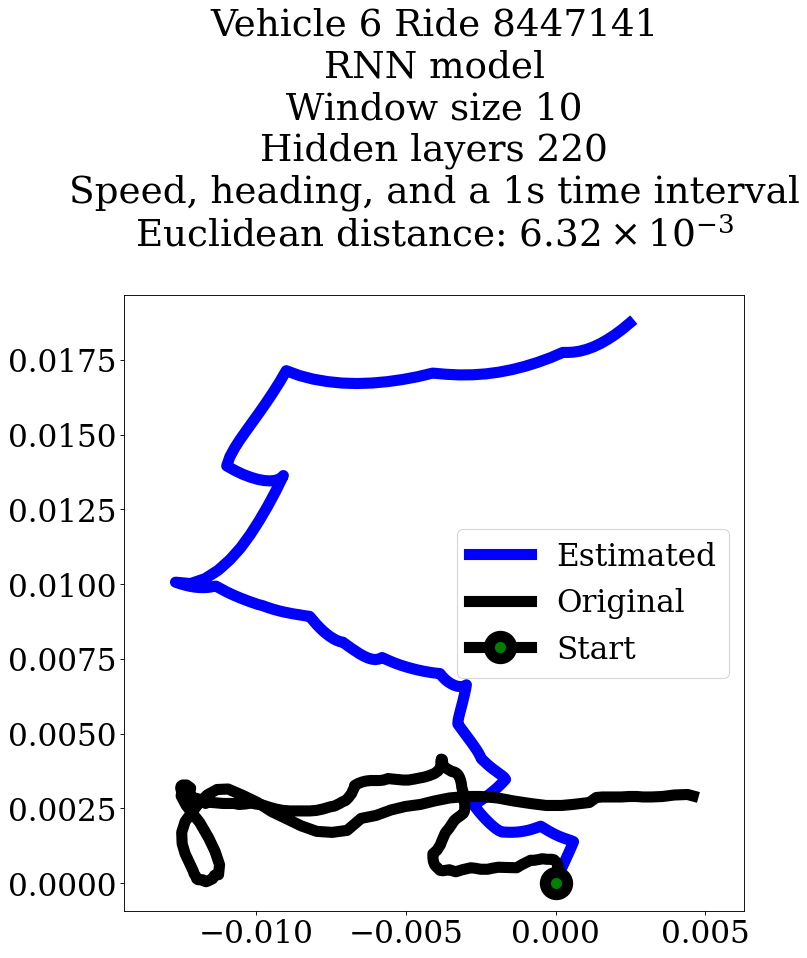 Vehicle 6 Ride 8447141
RNN model
Window size 10
Hidden layers 220
Speed, heading, and a 1s time interval
Euclidean distance: 6.32 × 10⁻³
0.0175
0.0150
0.0125
0.0100
0.0075
0.0050
0.0025
0.0000
Estimated
Original
Start
−0.010 −0.005 0.000 0.005